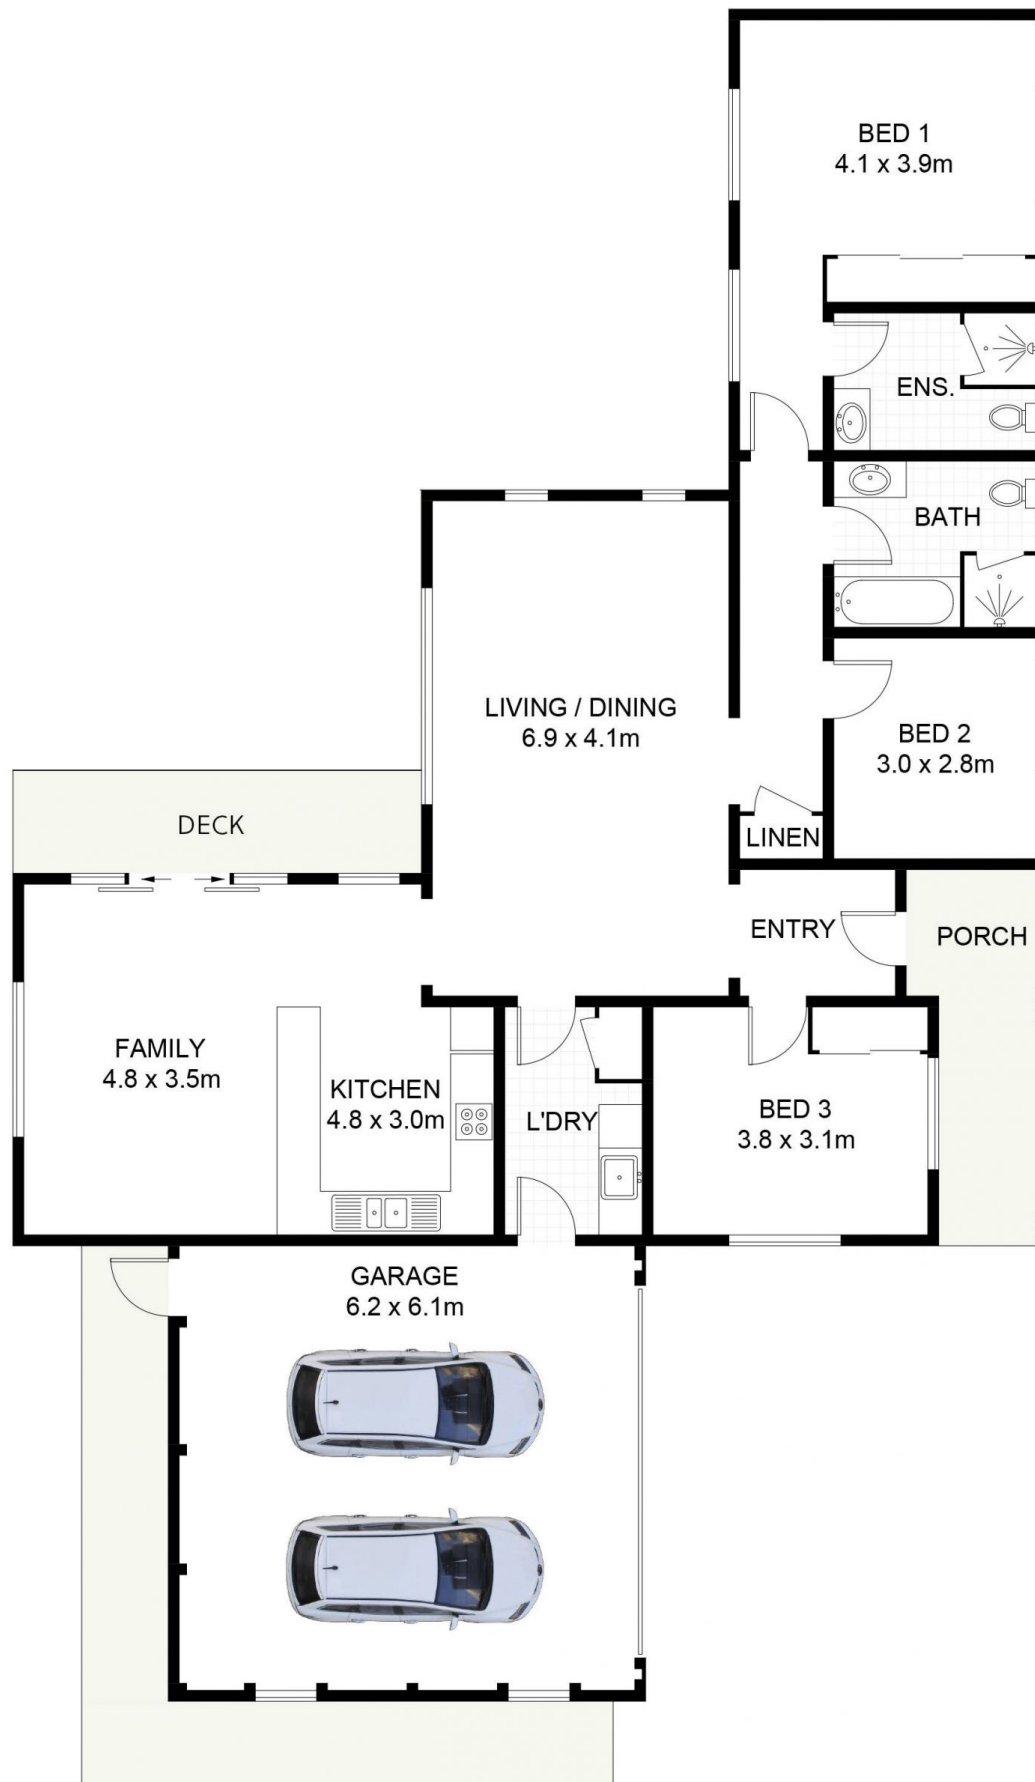 BED 1
4.1 x 3.9m
ENS.
BATH
LIVING / DINING
6.9 x 4.1m
BED 2
3.0 x 2.8m
DECK
LINEN
ENTRY
PORCH
FAMILY
4.8 x 3.5m
KITCHEN
4.8 x 3.0m
L'DRY
BED 3
3.8 x 3.1m
GARAGE
6.2 x 6.1m